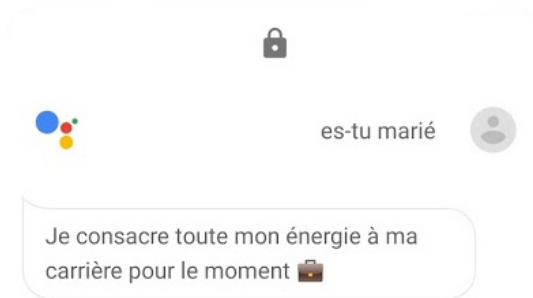 es-tu marié
Je consacre toute mon énergie à ma
carrière pour le moment 💼